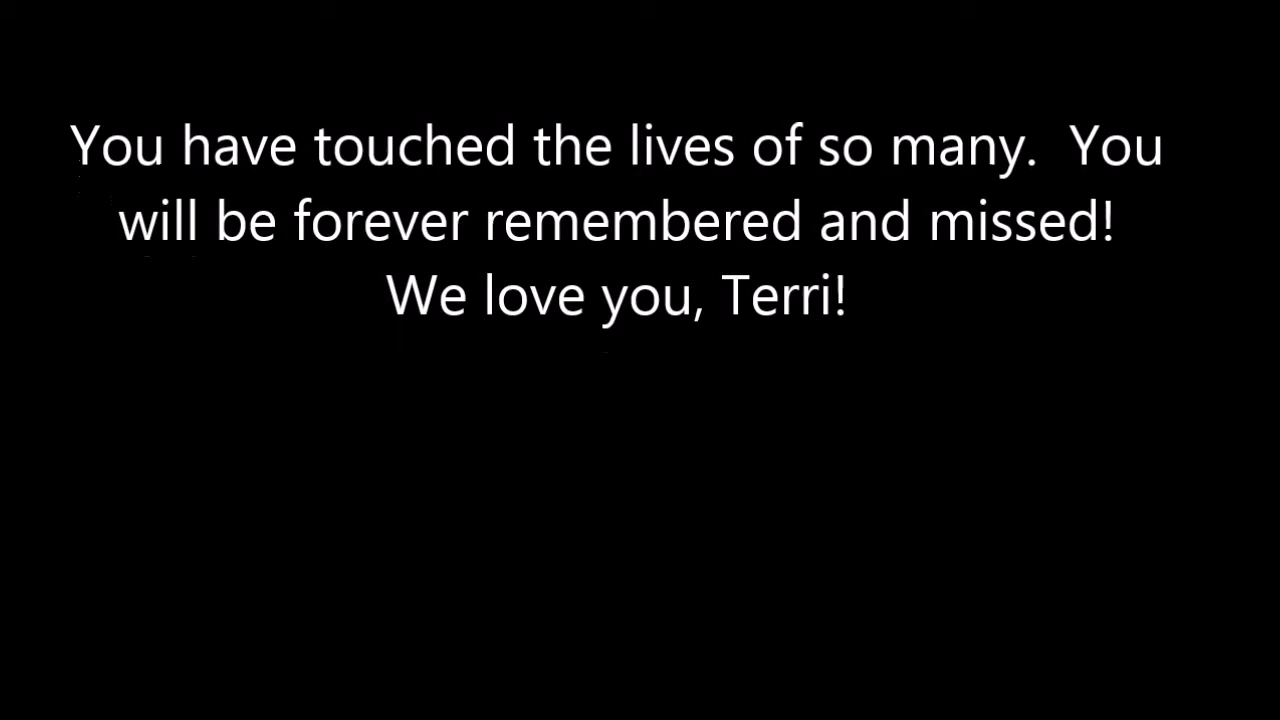 You have touched the lives of so many.  You
will be forever remembered and missed!
We love you, Terri!